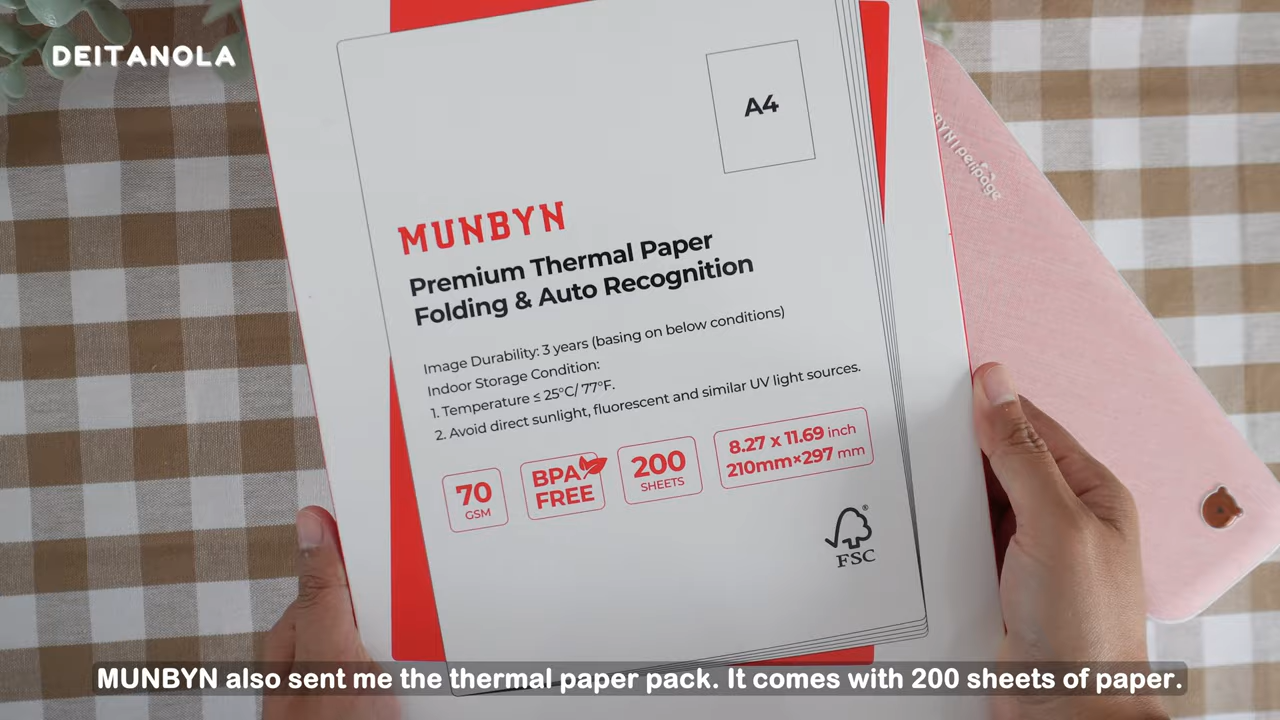 DEITANOLA
A4
MUNBYN
Premium Thermal Paper
Folding & Auto Recognition
Image Durability: 3 years (basing on below conditions)
Indoor Storage Condition:
1. Temperature ≤ 25°C/ 77°F.
2. Avoid direct sunlight, fluorescent and similar UV light sources.
70
GSM
BPA
FREE
200
SHEETS
8.27 x 11.69 inch
210mm×297 mm
FSC®
peripage
MUNBYN also sent me the thermal paper pack. It comes with 200 sheets of paper.